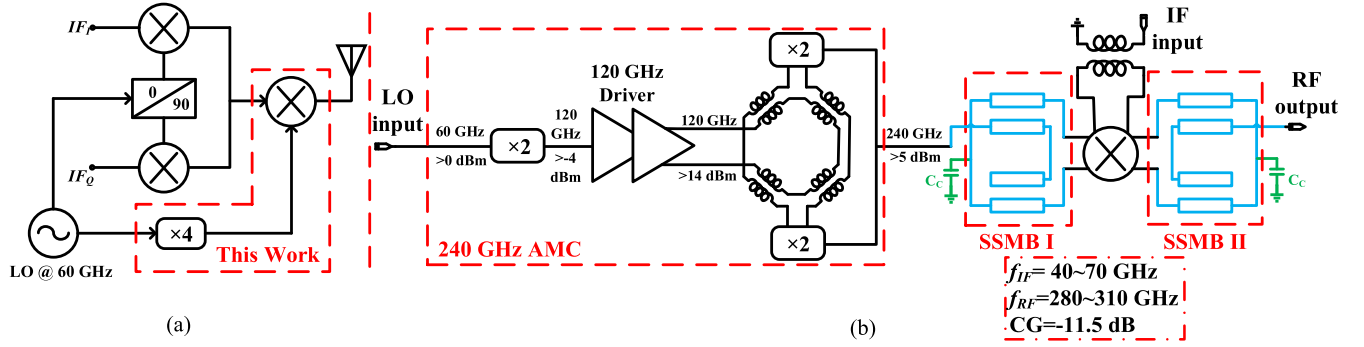 IF_I
0
90
IF_Q
×4
This Work
LO @ 60 GHz
(a)
LO
input
60 GHz
>0 dBm
×2
120
GHz
>-4
dBm
120 GHz
Driver
120 GHz
>14 dBm
×2
×2
240 GHz AMC
240 GHz
>5 dBm
C_C
SSMB I
IF
input
SSMB II
RF
output
C_C
f_IF= 40~70 GHz
f_RF=280~310 GHz
CG=-11.5 dB
(b)